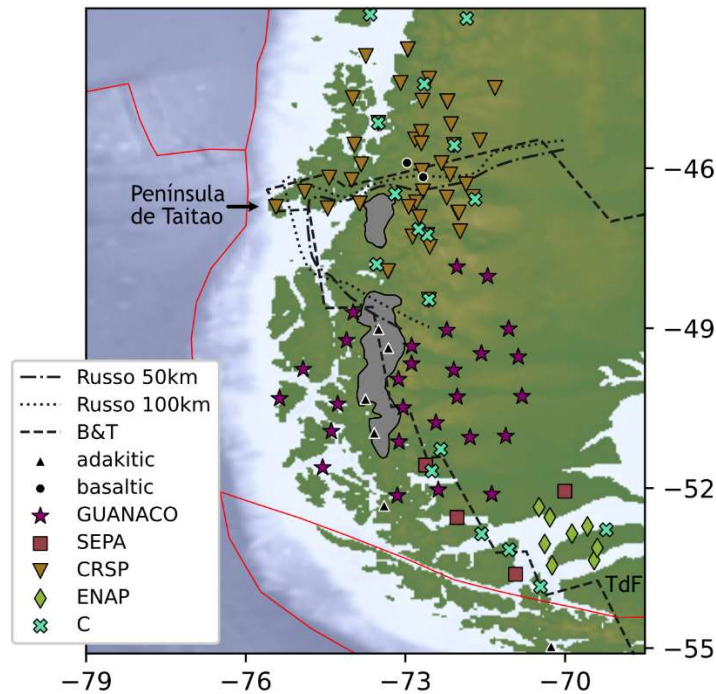 −46
Península
de Taitao
−49
Russo 50km
Russo 100km
B&T
adakitic
basaltic
GUANACO
SEPA
CRSP
ENAP
C
−52
TdF
−55
−79 −76 −73 −70